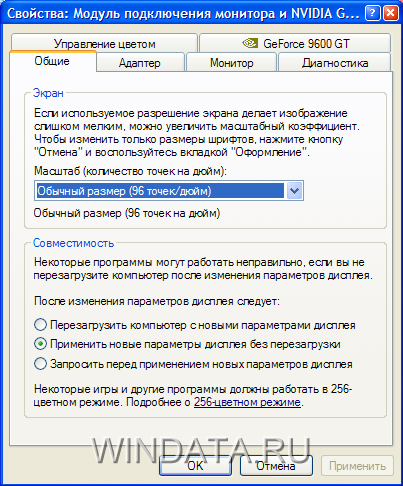 Свойства: Модуль подключения монитора и NVIDIA G...
Управление цветом
GeForce 9600 GT
Общие
Адаптер
Монитор
Диагностика
Экран
Если используемое разрешение экрана делает изображение
слишком мелким, можно увеличить масштабный коэффициент.
Чтобы изменить только размеры шрифтов, нажмите кнопку
"Отмена" и воспользуйтесь вкладкой "Оформление".
Масштаб (количество точек на дюйм):
Обычный размер (96 точек/дюйм)
Обычный размер (96 точек на дюйм)
Совместимость
Некоторые программы могут работать неправильно, если вы не
перезагрузите компьютер после изменения параметров дисплея.
После изменения параметров дисплея следует:
Перезагрузить компьютер с новыми параметрами дисплея
Применить новые параметры дисплея без перезагрузки
Запросить перед применением новых параметров дисплея
Некоторые игры и другие программы должны работать в 256-
цветном режиме. Подробнее о 256-цветном режиме.
WINDATA.RU
OK
Отмена
Применить